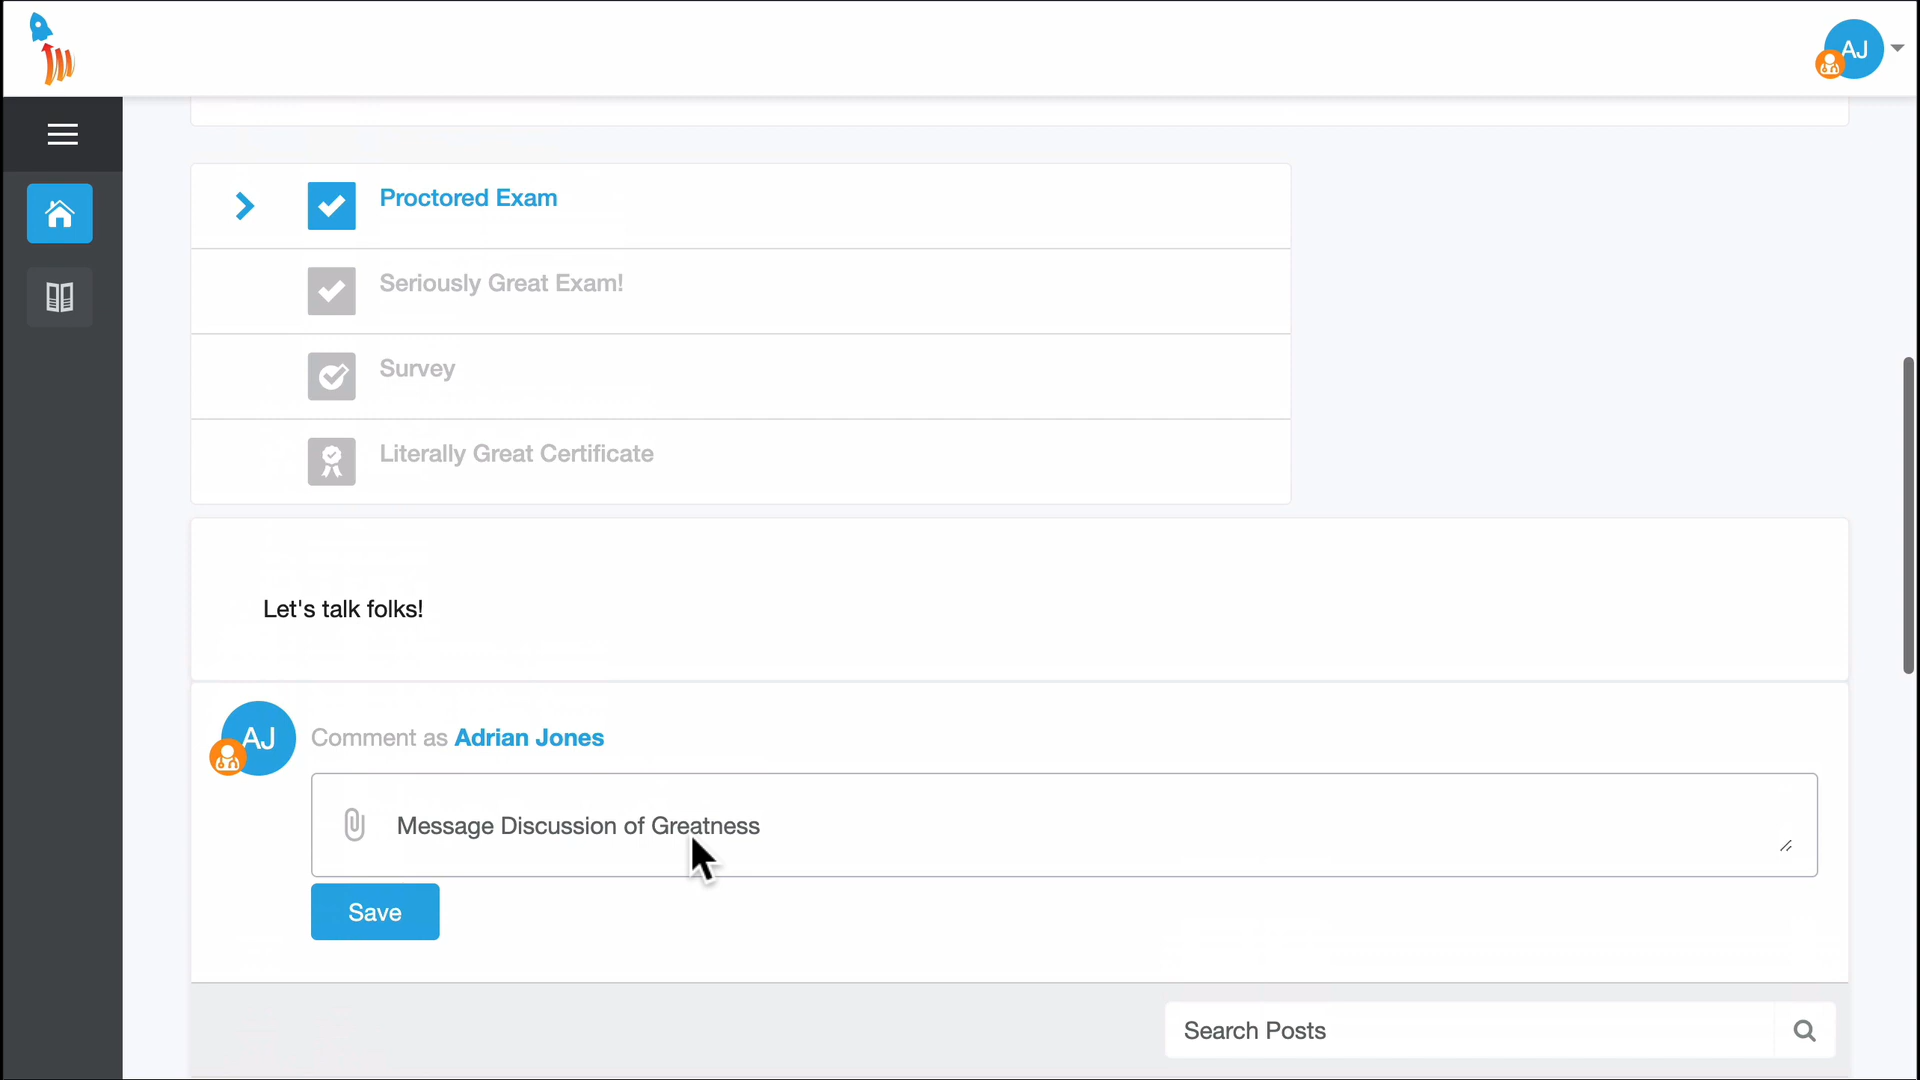 AJ
Proctored Exam
Seriously Great Exam!
Survey
Literally Great Certificate
Let's talk folks!
AJ
Comment as Adrian Jones
Message Discussion of Greatness
Save
Search Posts